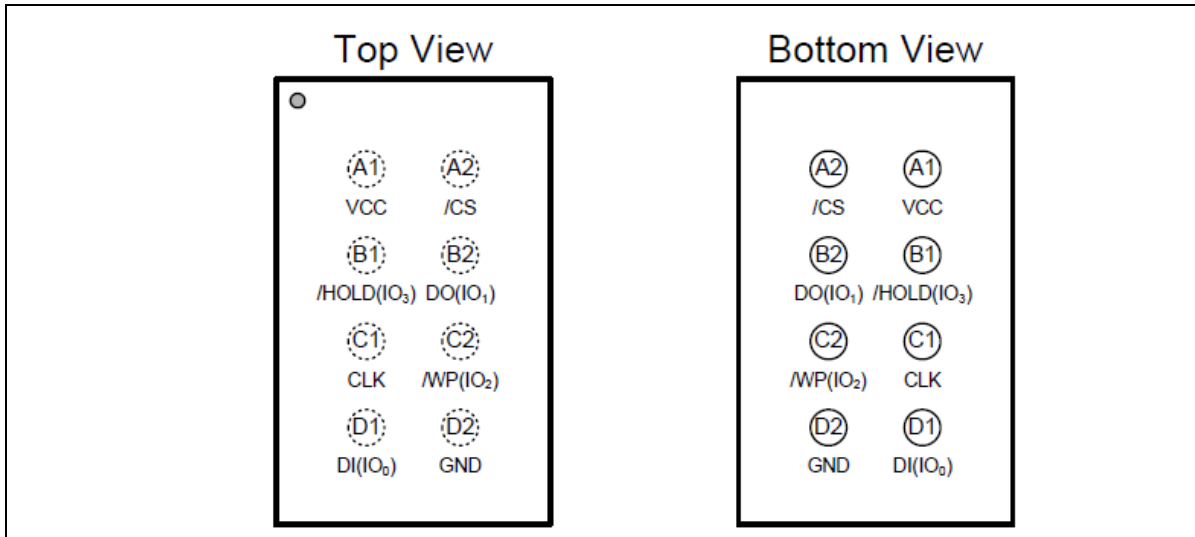 Top View Bottom View
A1 A2 A2 A1
VCC /CS /CS VCC
B1 B2 B2 B1
/HOLD(IO₃) DO(IO₁) DO(IO₁) /HOLD(IO₃)
C1 C2 C2 C1
CLK /WP(IO₂) /WP(IO₂) CLK
D1 D2 D2 D1
DI(IO₀) GND GND DI(IO₀)